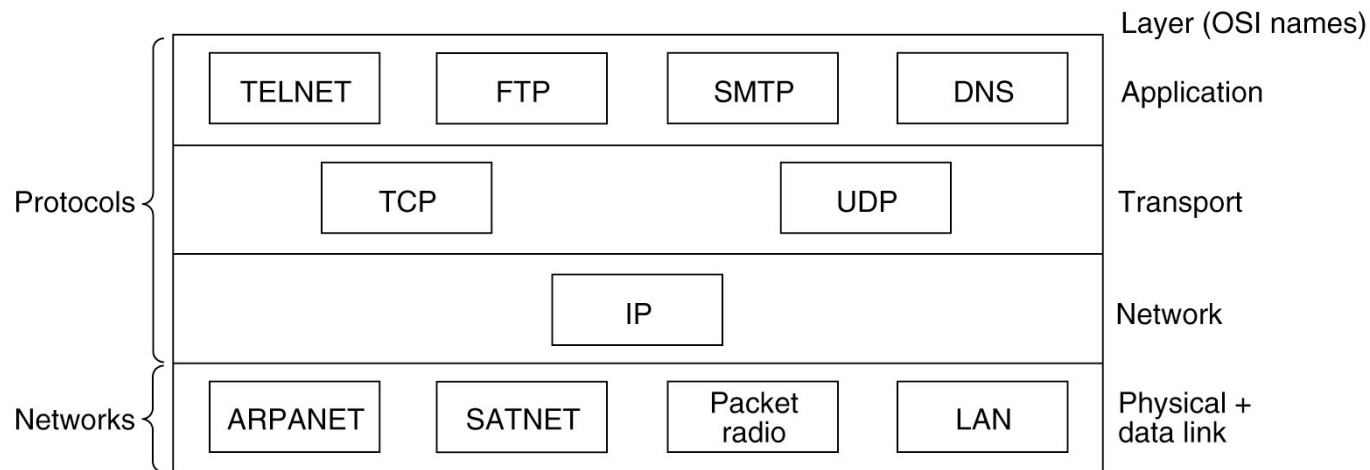 Layer (OSI names)
TELNET FTP SMTP DNS Application
Protocols TCP UDP Transport
IP Network
Networks ARPANET SATNET Packet radio LAN Physical + data link